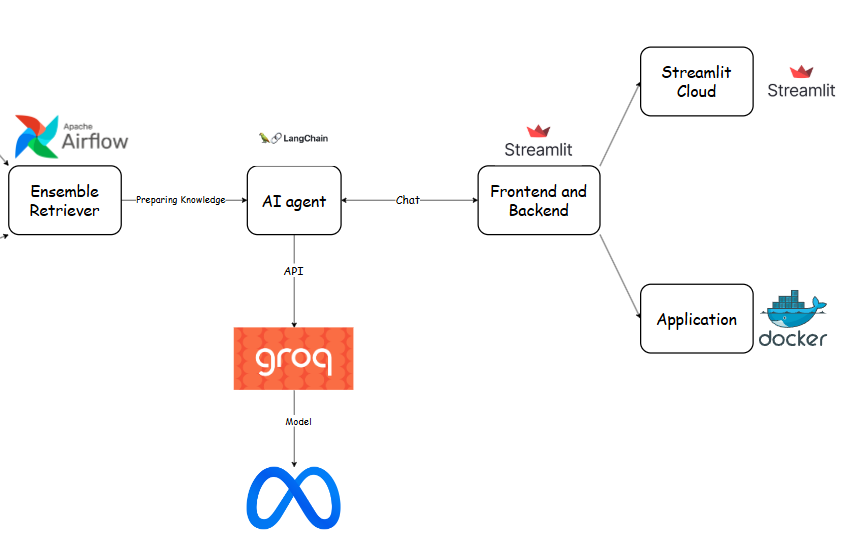 Streamlit
Cloud
Streamlit
Apache
Airflow
LangChain
Streamlit
Ensemble
Retriever
Preparing Knowledge
AI agent
Chat
Frontend and
Backend
API
Application
docker
groq
Model